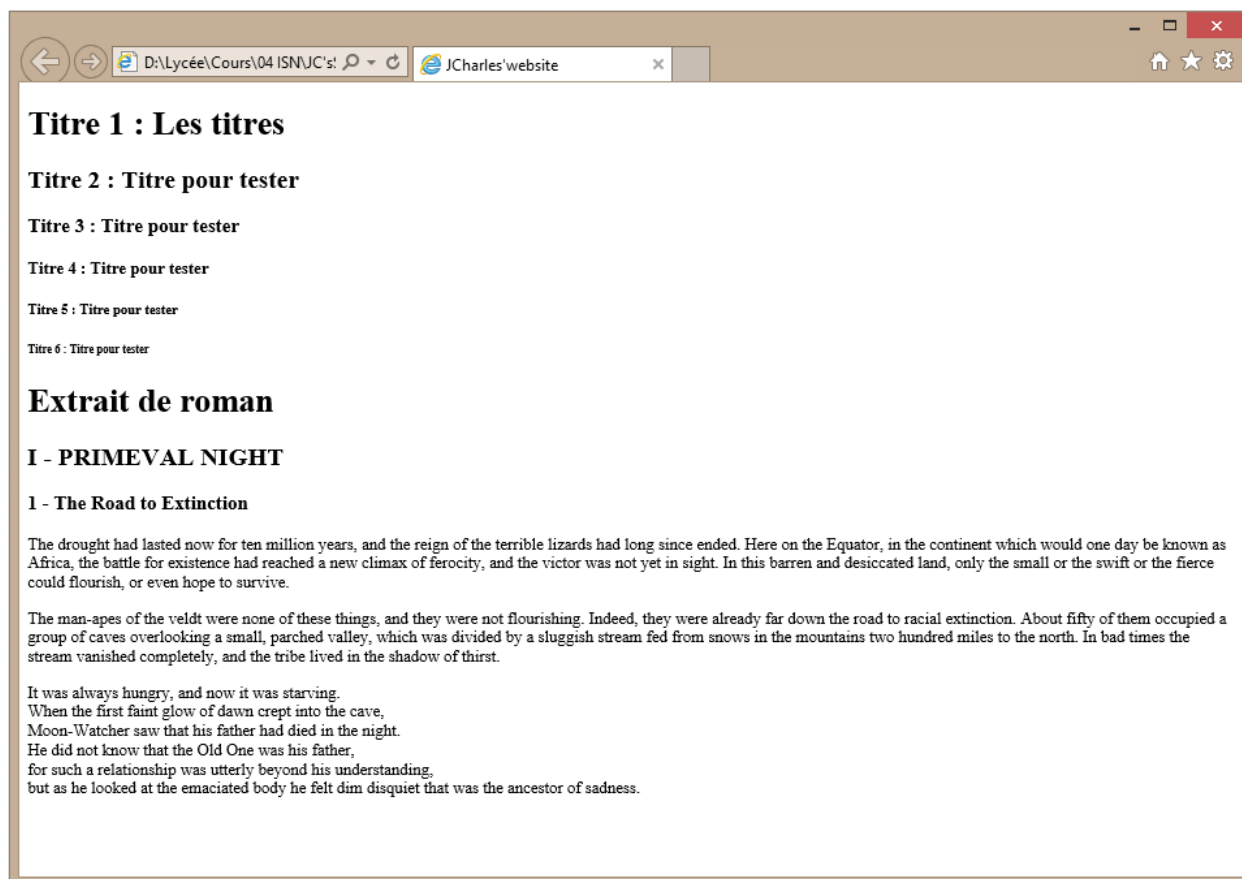 D:\Lycée\Cours\04 ISN\JC's!
JCharles'website
Titre 1 : Les titres
Titre 2 : Titre pour tester
Titre 3 : Titre pour tester
Titre 4 : Titre pour tester
Titre 5 : Titre pour tester
Titre 6 : Titre pour tester
Extrait de roman
I - PRIMEVAL NIGHT
1 - The Road to Extinction
The drought had lasted now for ten million years, and the reign of the terrible lizards had long since ended. Here on the Equator, in the continent which would one day be known as
Africa, the battle for existence had reached a new climax of ferocity, and the victor was not yet in sight. In this barren and desiccated land, only the small or the swift or the fierce
could flourish, or even hope to survive.
The man-apes of the veldt were none of these things, and they were not flourishing. Indeed, they were already far down the road to racial extinction. About fifty of them occupied a
group of caves overlooking a small, parched valley, which was divided by a sluggish stream fed from snows in the mountains two hundred miles to the north. In bad times the
stream vanished completely, and the tribe lived in the shadow of thirst.
It was always hungry, and now it was starving.
When the first faint glow of dawn crept into the cave,
Moon-Watcher saw that his father had died in the night.
He did not know that the Old One was his father,
for such a relationship was utterly beyond his understanding,
but as he looked at the emaciated body he felt dim disquiet that was the ancestor of sadness.